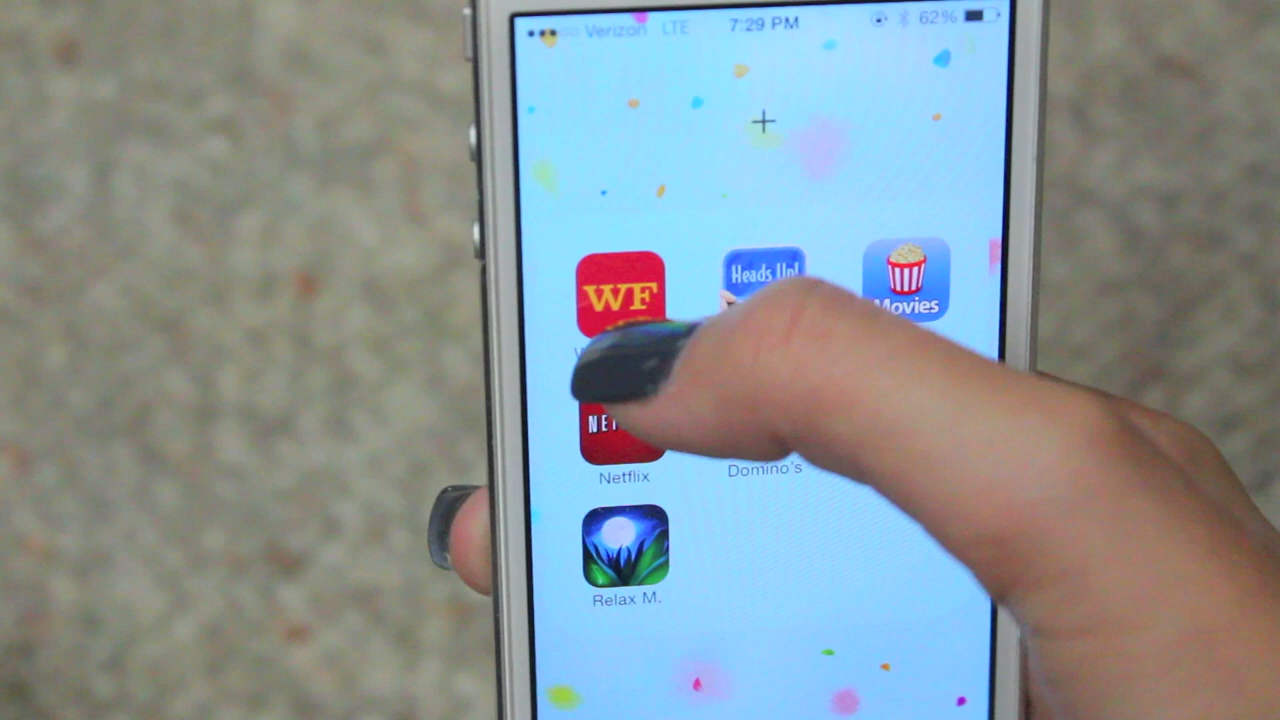 Verizon LTE 7:29 PM 62%
+
WF
Heads Up!
Movies
Netflix
Domino's
Relax M.